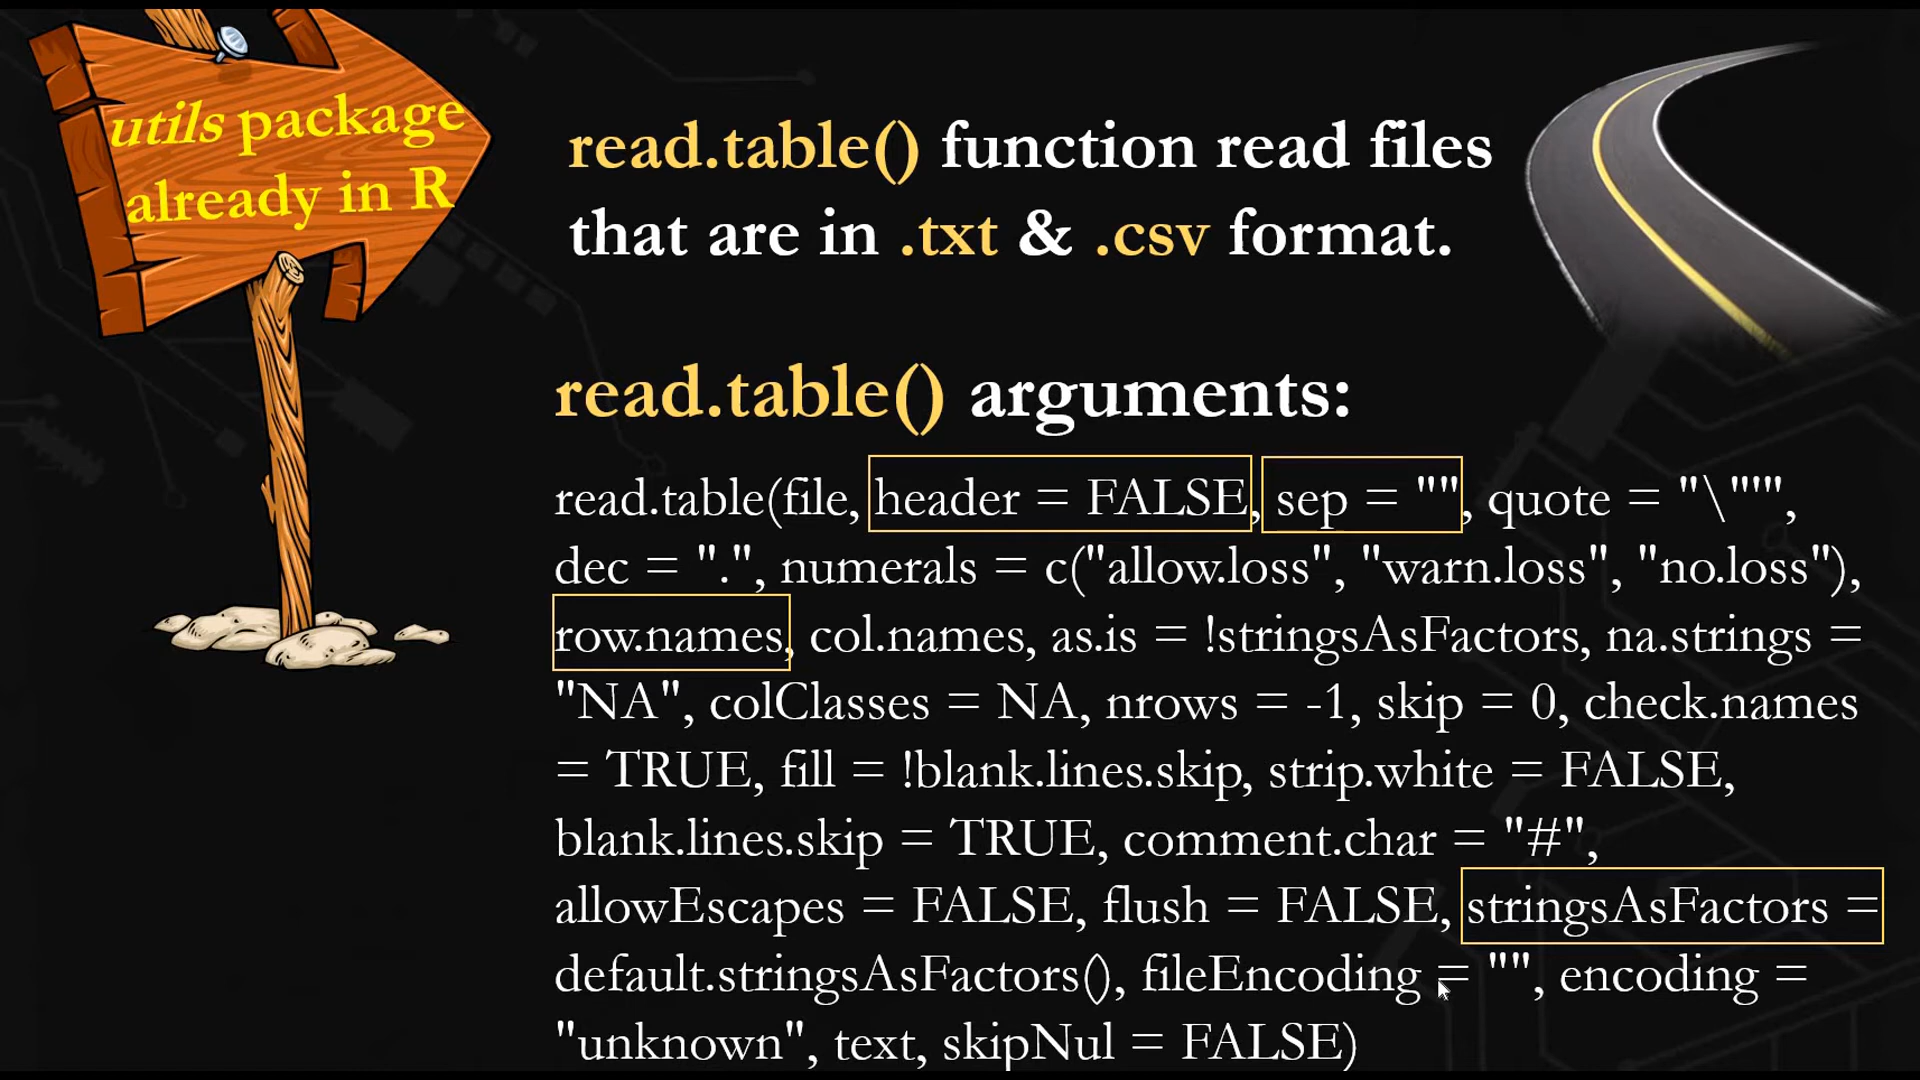 utils package
already in R
read.table() function read files
that are in .txt & .csv format.
read.table() arguments:
read.table(file, header = FALSE, sep = "", quote = "\"'",
dec = ".", numerals = c("allow.loss", "warn.loss", "no.loss"),
row.names, col.names, as.is = !stringsAsFactors, na.strings =
"NA", colClasses = NA, nrows = -1, skip = 0, check.names
= TRUE, fill = !blank.lines.skip, strip.white = FALSE,
blank.lines.skip = TRUE, comment.char = "#",
allowEscapes = FALSE, flush = FALSE, stringsAsFactors =
default.stringsAsFactors(), fileEncoding = "", encoding =
"unknown", text, skipNul = FALSE)